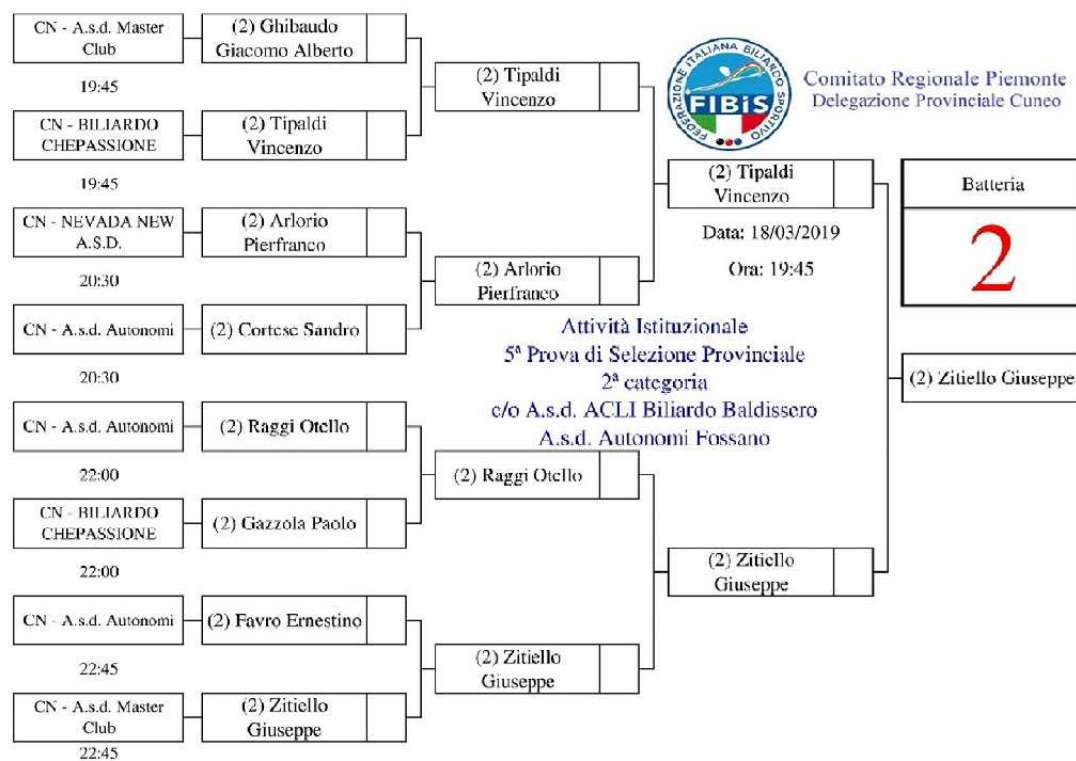 CN - A.s.d. Master
Club
19:45
CN - BILIARDO
CHEPASSIONE
19:45
CN - NEVADA NEW
A.S.D.
20:30
CN - A.s.d. Autonomi
20:30
CN - A.s.d. Autonomi
22:00
CN - BILIARDO
CHEPASSIONE
22:00
CN - A.s.d. Autonomi
22:45
CN - A.s.d. Master
Club
22:45
(2) Ghibaudo
Giacomo Alberto
(2) Tipaldi
Vincenzo
(2) Arlorio
Pierfranco
(2) Cortese Sandro
(2) Raggi Otello
(2) Gazzola Paolo
(2) Favro Ernestino
(2) Zitiello
Giuseppe
(2) Tipaldi
Vincenzo
(2) Arlorio
Pierfranco
(2) Raggi Otello
(2) Zitiello
Giuseppe
FEDERAZIONE ITALIANA BILIARDO SPORTIVO
FIBiS
Comitato Regionale Piemonte
Delegazione Provinciale Cuneo
(2) Tipaldi
Vincenzo
Data: 18/03/2019
Ora: 19:45
Attività Istituzionale
5ª Prova di Selezione Provinciale
2ª categoria
c/o A.s.d. ACLI Biliardo Baldissero
A.s.d. Autonomi Fossano
(2) Zitiello
Giuseppe
Batteria
2
(2) Zitiello Giuseppe